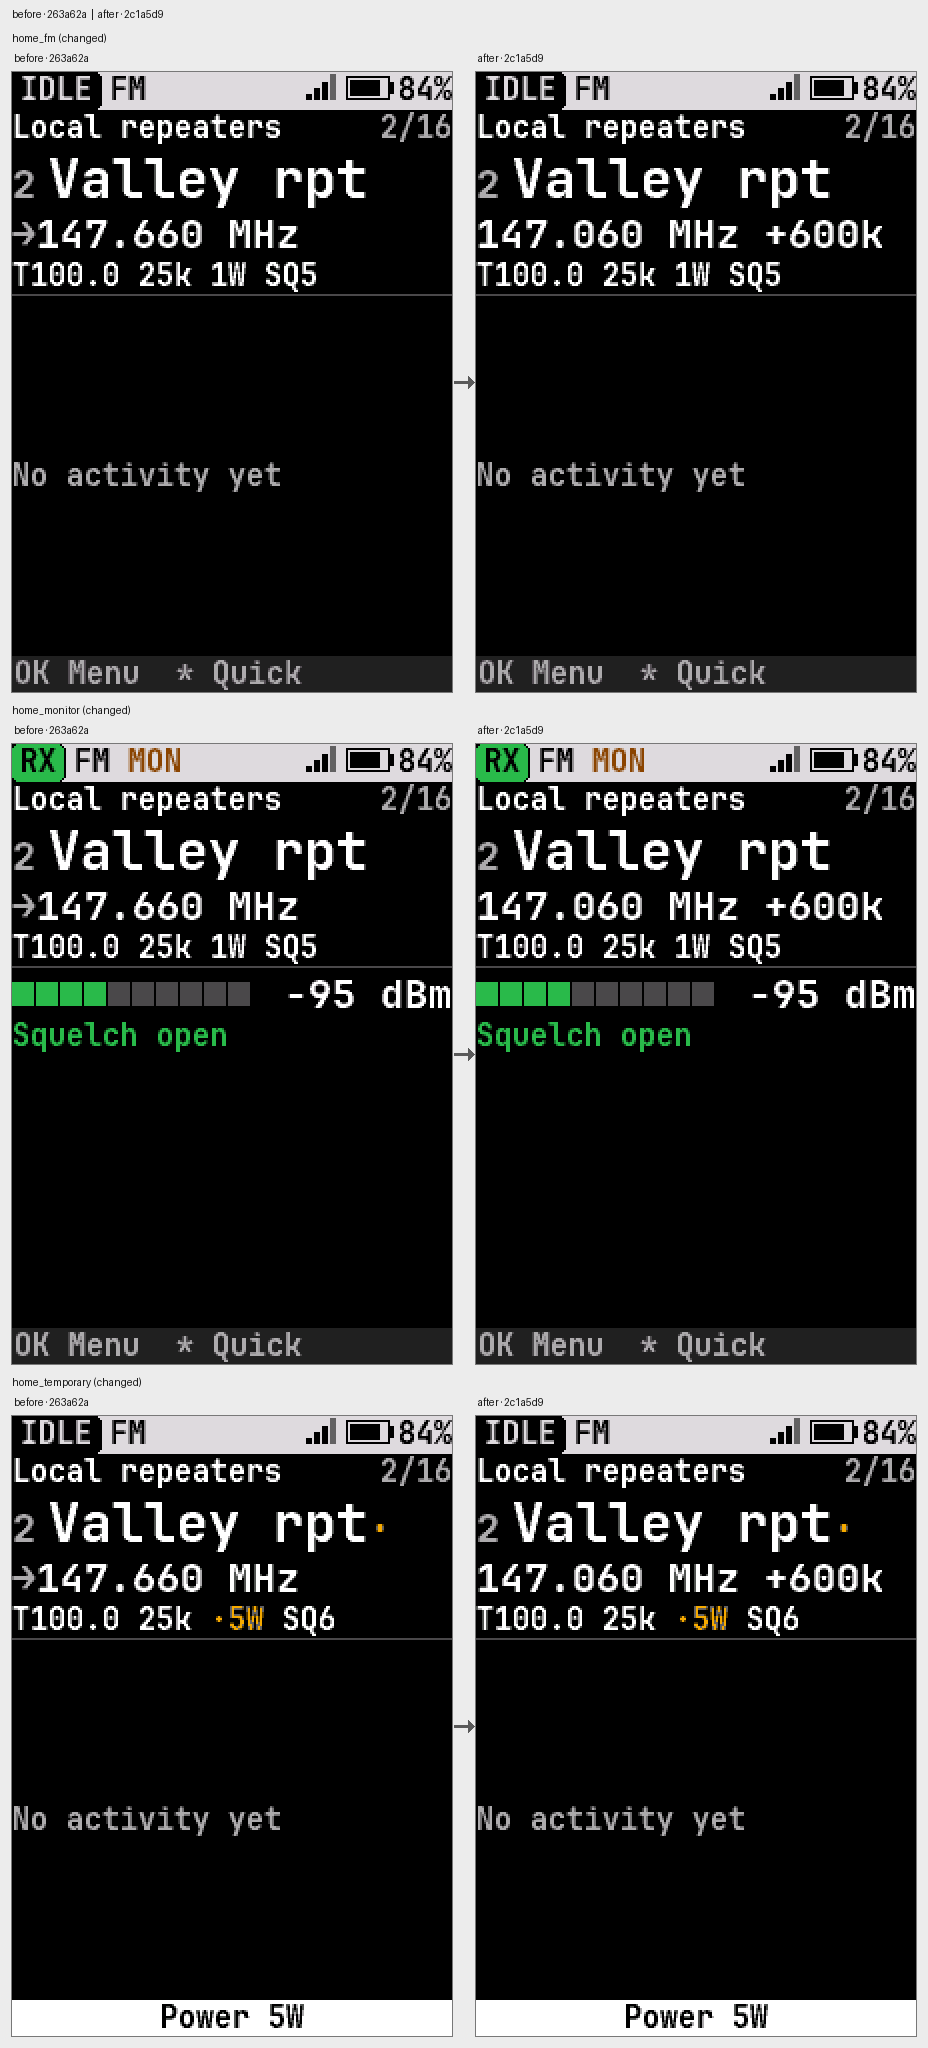 before · 263a62a | after · 2c1a5d9
home_fm (changed)
before · 263a62a
IDLE FM 84%
Local repeaters 2/16
2 Valley rpt
→147.660 MHz
T100.0 25k 1W SQ5
No activity yet
OK Menu * Quick
after · 2c1a5d9
IDLE FM 84%
Local repeaters 2/16
2 Valley rpt
147.060 MHz +600k
T100.0 25k 1W SQ5
No activity yet
OK Menu * Quick
home_monitor (changed)
before · 263a62a
RX FM MON 84%
Local repeaters 2/16
2 Valley rpt
→147.660 MHz
T100.0 25k 1W SQ5
-95 dBm
Squelch open
OK Menu * Quick
after · 2c1a5d9
RX FM MON 84%
Local repeaters 2/16
2 Valley rpt
147.060 MHz +600k
T100.0 25k 1W SQ5
-95 dBm
Squelch open
OK Menu * Quick
home_temporary (changed)
before · 263a62a
IDLE FM 84%
Local repeaters 2/16
2 Valley rpt·
→147.660 MHz
T100.0 25k ·5W SQ6
No activity yet
Power 5W
after · 2c1a5d9
IDLE FM 84%
Local repeaters 2/16
2 Valley rpt·
147.060 MHz +600k
T100.0 25k ·5W SQ6
No activity yet
Power 5W